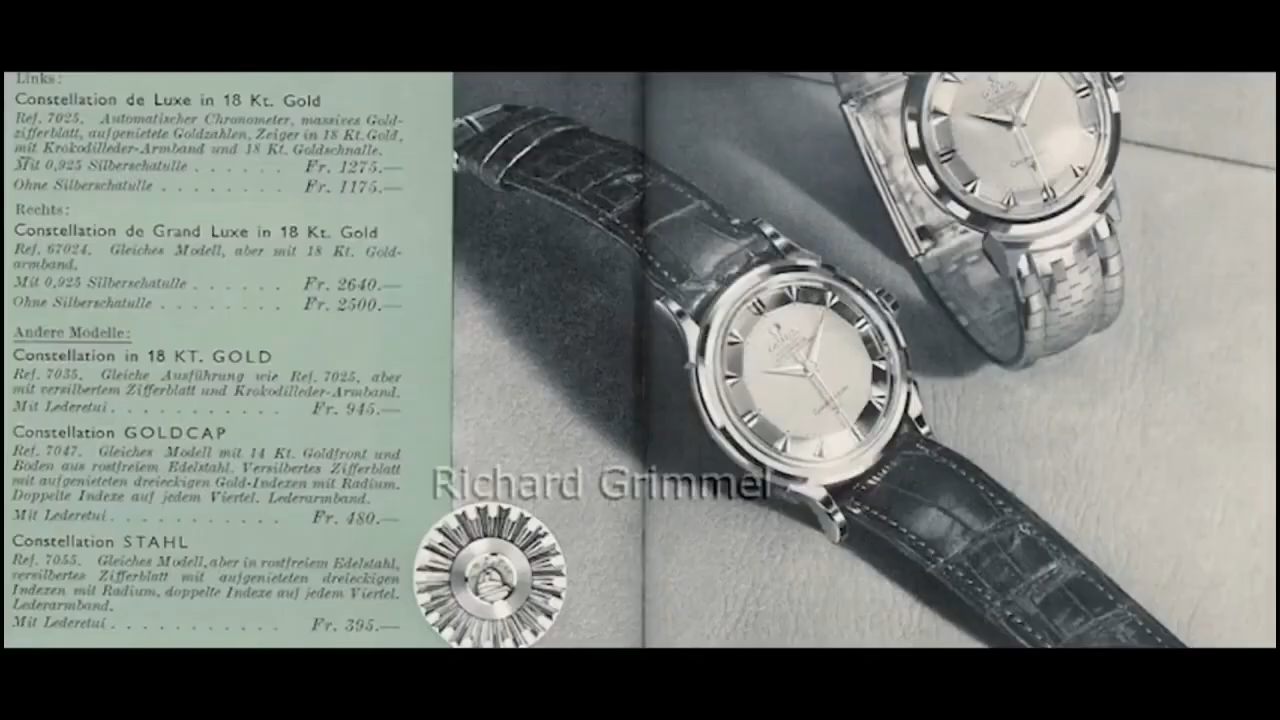 Links:
Constellation de Luxe in 18 Kt. Gold
Ref. 7025. Automatischer Chronometer, massives Gold-
zifferblatt, aufgenietete Goldzahlen, Zeiger in 18 Kt. Gold,
mit Krokodilleder-Armband und 18 Kt. Goldschnalle.
Mit 0,925 Silberschatulle . . . . . . Fr. 1275.—
Ohne Silberschatulle . . . . . . . . Fr. 1175.—
Rechts:
Constellation de Grand Luxe in 18 Kt. Gold
Ref. 67024. Gleiches Modell, aber mit 18 Kt. Gold-
armband.
Mit 0,925 Silberschatulle . . . . . . Fr. 2640.—
Ohne Silberschatulle . . . . . . . . Fr. 2500.—
Andere Modelle:
Constellation in 18 KT. GOLD
Ref. 7035. Gleiche Ausführung wie Ref. 7025, aber
mit versilbertem Zifferblatt und Krokodilleder-Armband.
Mit Lederetui . . . . . . . . . . . Fr. 945.—
Constellation GOLDCAP
Ref. 7047. Gleiches Modell mit 14 Kt. Goldfront und
Boden aus rostfreiem Edelstahl. Versilbertes Zifferblatt
mit aufgenieteten dreieckigen Gold-Indexen mit Radium.
Doppelte Indexe auf jedem Viertel. Lederarmband.
Mit Lederetui . . . . . . . . . . . Fr. 480.—
Constellation STAHL
Ref. 7055. Gleiches Modell, aber in rostfreiem Edelstahl,
versilbertes Zifferblatt mit aufgenieteten dreieckigen
Indexen mit Radium, doppelte Indexe auf jedem Viertel.
Lederarmband.
Mit Lederetui . . . . . . . . . . . Fr. 395.—
Richard Grimmel
Ω
OMEGA